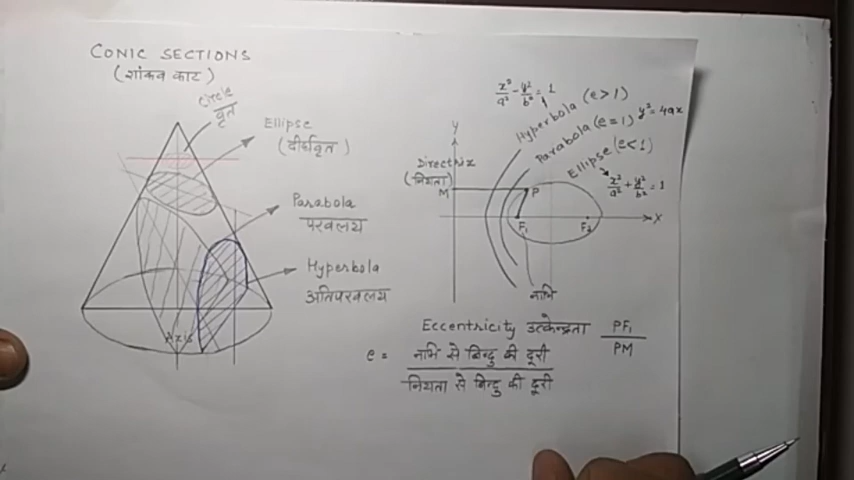 CONIC SECTIONS
(शांकव काट)
Circle
वृत
Ellipse
(दीर्घवृत)
Parabola
परवलय
Hyperbola
अतिपरवलय
Axis
x²/a² - y²/b² = 1
Hyperbola (e>1)
Parabola (e=1) y² = 4ax
Ellipse (e<1)
x²/a² + y²/b² = 1
Y
Directrix
(नियता)
M
P
F₁
F₂
X
नाभि
Eccentricity उत्केन्द्रता PF₁/PM
e = नाभि से बिन्दु की दूरी
नियता से बिन्दु की दूरी